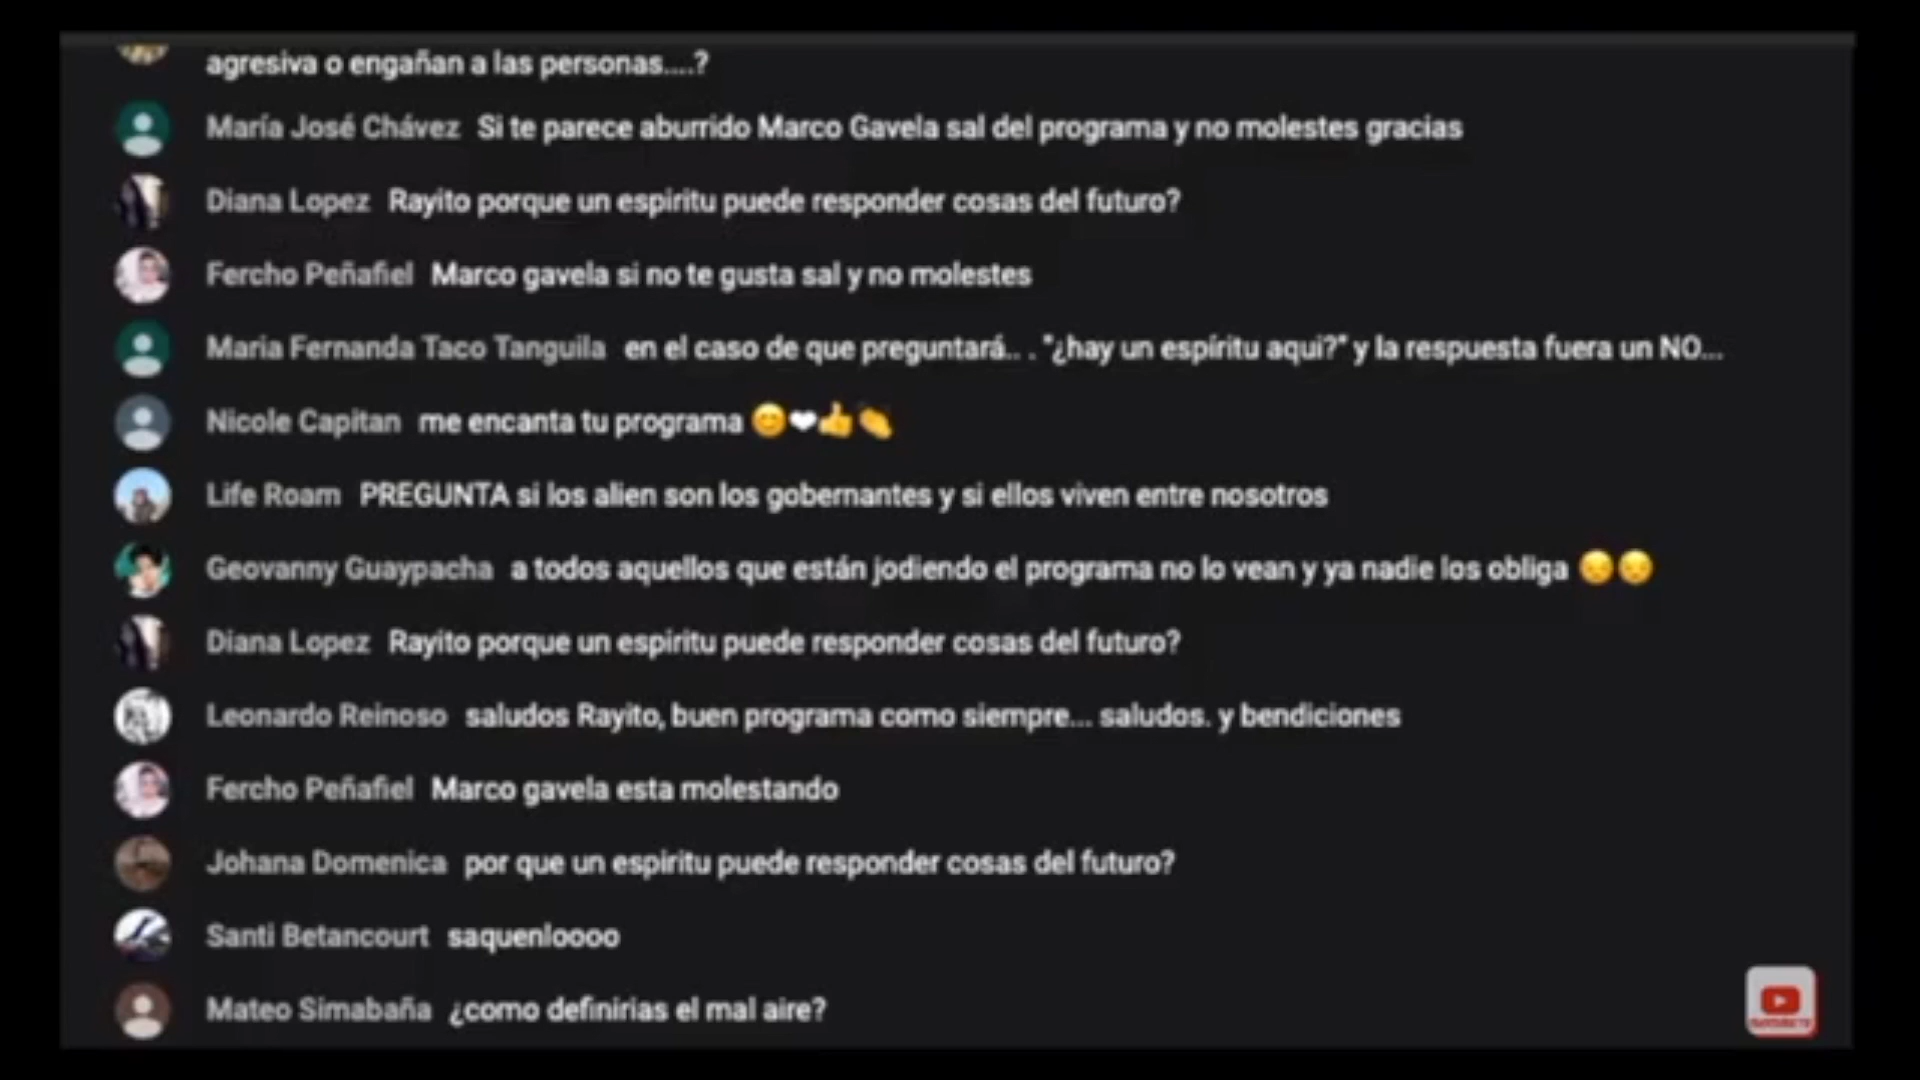 agresiva o engañan a las personas....?
María José Chávez Si te parece aburrido Marco Gavela sal del programa y no molestes gracias
Diana Lopez Rayito porque un espiritu puede responder cosas del futuro?
Fercho Peñafiel Marco gavela si no te gusta sal y no molestes
Maria Fernanda Taco Tanguila en el caso de que preguntará.. . "¿hay un espíritu aqui?" y la respuesta fuera un NO...
Nicole Capitan me encanta tu programa 😊❤👍👏
Life Roam PREGUNTA si los alien son los gobernantes y si ellos viven entre nosotros
Geovanny Guaypacha a todos aquellos que están jodiendo el programa no lo vean y ya nadie los obliga 😣😣
Diana Lopez Rayito porque un espiritu puede responder cosas del futuro?
Leonardo Reinoso saludos Rayito, buen programa como siempre... saludos. y bendiciones
Fercho Peñafiel Marco gavela esta molestando
Johana Domenica por que un espiritu puede responder cosas del futuro?
Santi Betancourt saquenloooo
Mateo Simabaña ¿como definirias el mal aire?